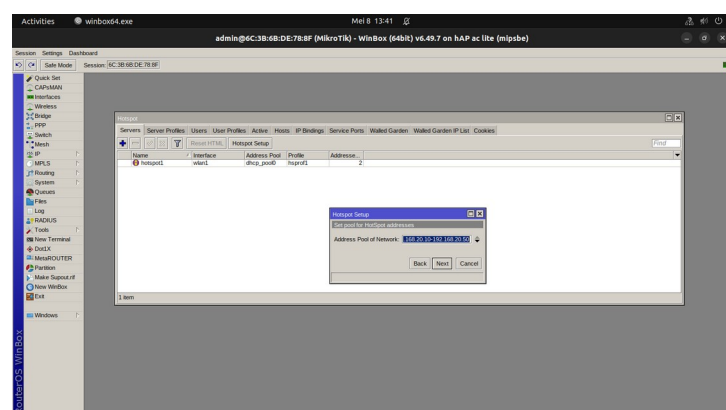 Activities winbox64.exe Mei 8 13:41
admin@6C:3B:6B:DE:78:8F (MikroTik) - WinBox (64bit) v6.49.7 on hAP ac lite (mipsbe)
Session Settings Dashboard
Safe Mode Session: 6C:3B:6B:DE:78:8F
Quick Set
CAPsMAN
Interfaces
Wireless
Bridge
PPP
Switch
Mesh
IP
MPLS
Routing
System
Queues
Files
Log
RADIUS
Tools
New Terminal
Dot1X
MetaROUTER
Partition
Make Supout.rif
New WinBox
Exit
Windows
RouterOS WinBox
Hotspot
Servers Server Profiles Users User Profiles Active Hosts IP Bindings Service Ports Walled Garden Walled Garden IP List Cookies
Reset HTML Hotspot Setup Find
Name Interface Address Pool Profile Addresse...
hotspot1 wlan1 dhcp_pool0 hsprof1 2
1 item
Hotspot Setup
Set pool for HotSpot addresses
Address Pool of Network: .168.20.10-192.168.20.50
Back Next Cancel